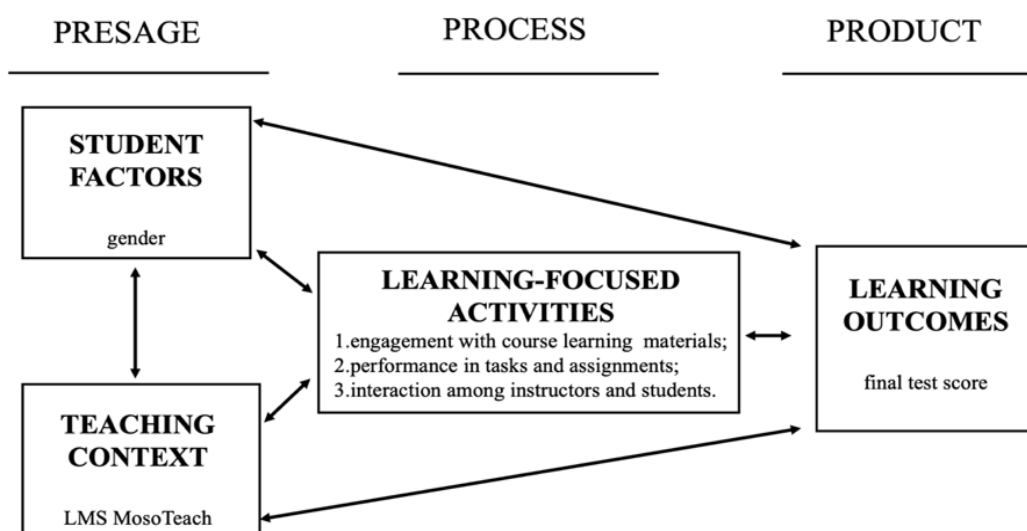 PRESAGE
PROCESS
PRODUCT
STUDENT
FACTORS
gender
LEARNING-FOCUSED
ACTIVITIES
1.engagement with course learning materials;
2.performance in tasks and assignments;
3.interaction among instructors and students.
LEARNING
OUTCOMES
final test score
TEACHING
CONTEXT
LMS MosoTeach